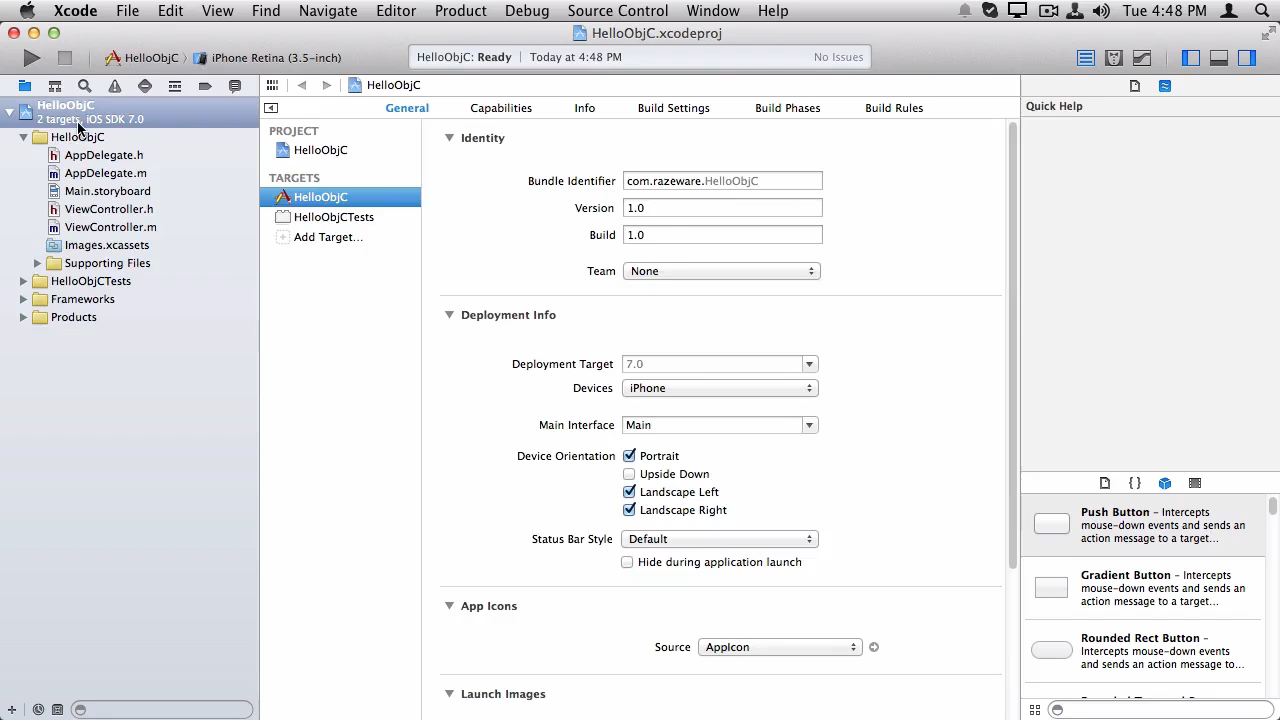 Xcode File Edit View Find Navigate Editor Product Debug Source Control Window Help Tue 4:48 PM
HelloObjC.xcodeproj
HelloObjC iPhone Retina (3.5-inch) HelloObjC: Ready Today at 4:48 PM No Issues
HelloObjC
2 targets, iOS SDK 7.0
HelloObjC
AppDelegate.h
AppDelegate.m
Main.storyboard
ViewController.h
ViewController.m
Images.xcassets
Supporting Files
HelloObjCTests
Frameworks
Products
HelloObjC
General Capabilities Info Build Settings Build Phases Build Rules
PROJECT
HelloObjC
TARGETS
HelloObjC
HelloObjCTests
Add Target...
Identity
Bundle Identifier com.razeware.HelloObjC
Version 1.0
Build 1.0
Team None
Deployment Info
Deployment Target 7.0
Devices iPhone
Main Interface Main
Device Orientation Portrait
Upside Down
Landscape Left
Landscape Right
Status Bar Style Default
Hide during application launch
App Icons
Source AppIcon
Launch Images
Quick Help
{ }
Push Button – Intercepts
mouse-down events and sends an
action message to a target...
Gradient Button – Intercepts
mouse-down events and sends an
action message to a target...
Rounded Rect Button –
Intercepts mouse-down events
and sends an action message to...